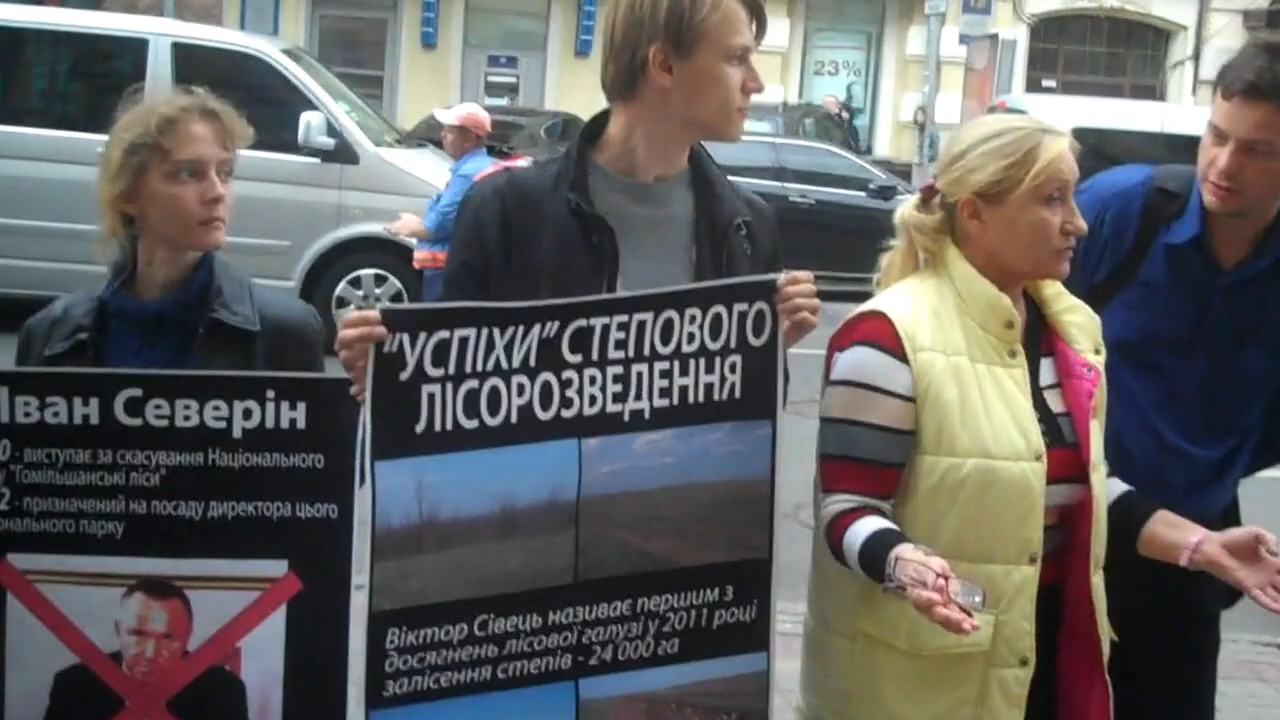 23%
Іван Северін
0 - виступає за скасування Національного
у "Гомільшанські ліси"
2 - призначений на посаду директора цього
онального парку
"УСПІХИ" СТЕПОВОГО
ЛІСОРОЗВЕДЕННЯ
Віктор Сівець називає першим з
досягнень лісової галузі у 2011 році
залісення степів - 24 000 га